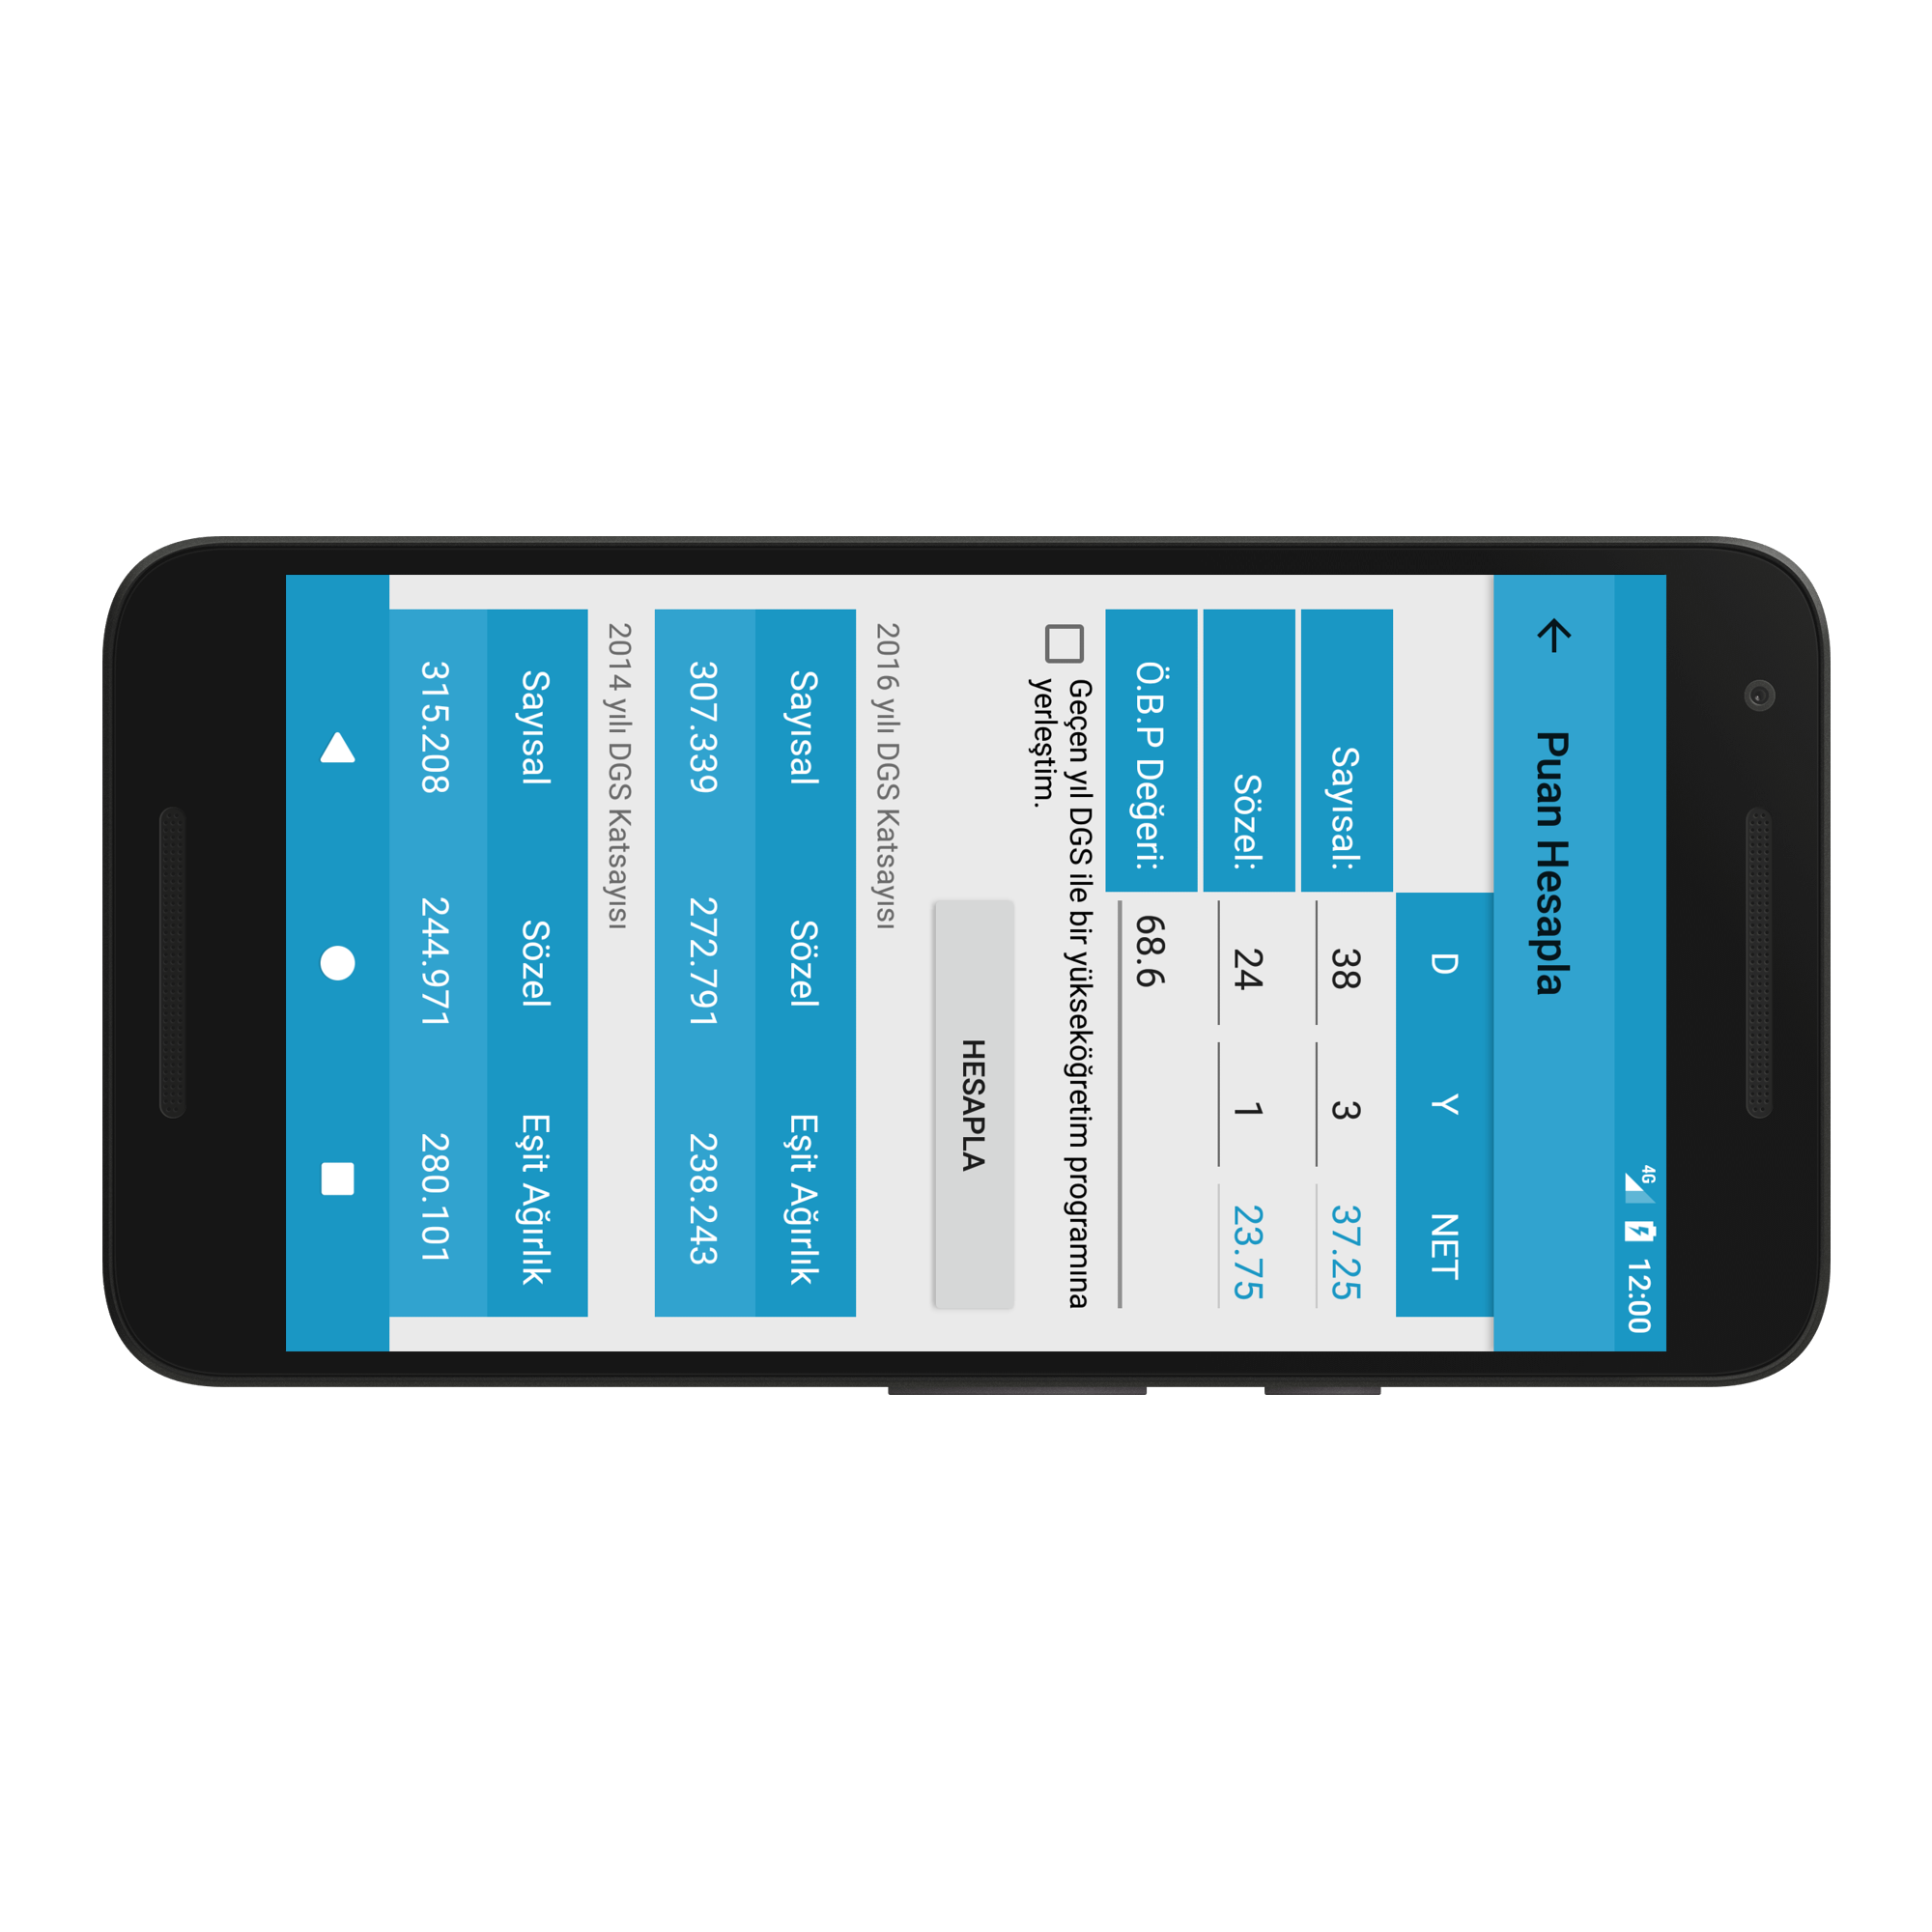 4G 12:00
Puan Hesapla
D Y NET
Sayısal: 38 3 37.25
Sözel: 24 1 23.75
Ö.B.P Değeri: 68.6
Geçen yıl DGS ile bir yükseköğretim programına
yerleştim.
HESAPLA
2016 yılı DGS Katsayısı
Sayısal Sözel Eşit Ağırlık
307.339 272.791 238.243
2014 yılı DGS Katsayısı
Sayısal Sözel Eşit Ağırlık
315.208 244.971 280.101